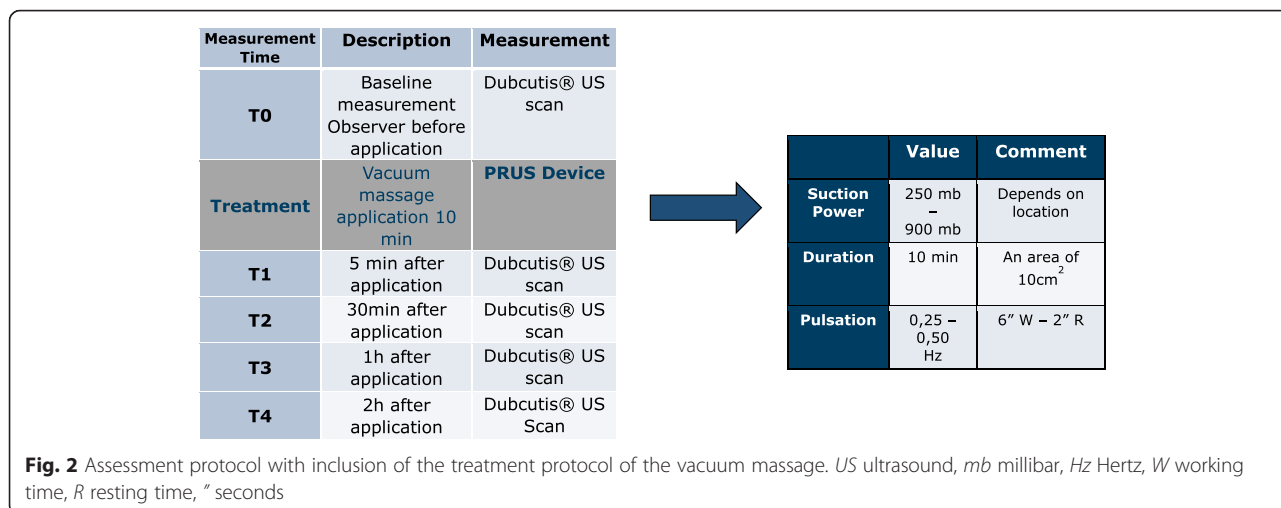 Measurement Time
Description
Measurement
T0
Baseline
measurement
Observer before
application
Dubcutis® US
scan
Treatment
Vacuum
massage
application 10
min
PRUS Device
T1
5 min after
application
Dubcutis® US
scan
T2
30min after
application
Dubcutis® US
scan
T3
1h after
application
Dubcutis® US
scan
T4
2h after
application
Dubcutis® US
Scan
Value
Comment
Suction
Power
250 mb
–
900 mb
Depends on
location
Duration
10 min
An area of
10cm²
Pulsation
0,25 –
0,50
Hz
6″ W – 2″ R
Fig. 2 Assessment protocol with inclusion of the treatment protocol of the vacuum massage. US ultrasound, mb millibar, Hz Hertz, W working
time, R resting time, ″ seconds